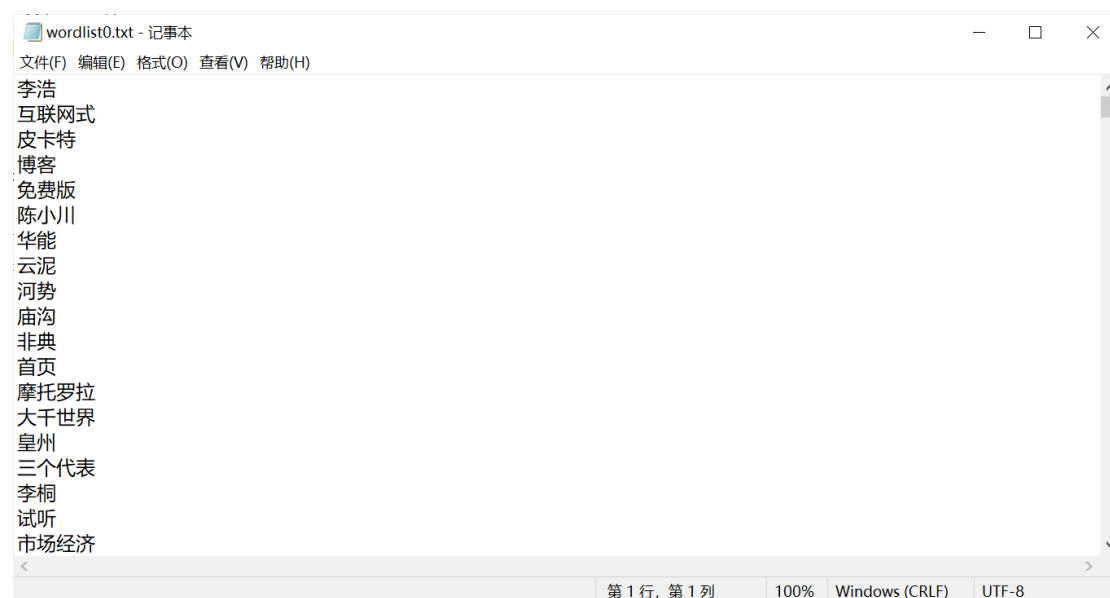 wordlist0.txt - 记事本
文件(F) 编辑(E) 格式(O) 查看(V) 帮助(H)
李浩
互联网式
皮卡特
博客
免费版
陈小川
华能
云泥
河势
庙沟
非典
首页
摩托罗拉
大千世界
皇州
三个代表
李桐
试听
市场经济
第 1 行，第 1 列 100% Windows (CRLF) UTF-8